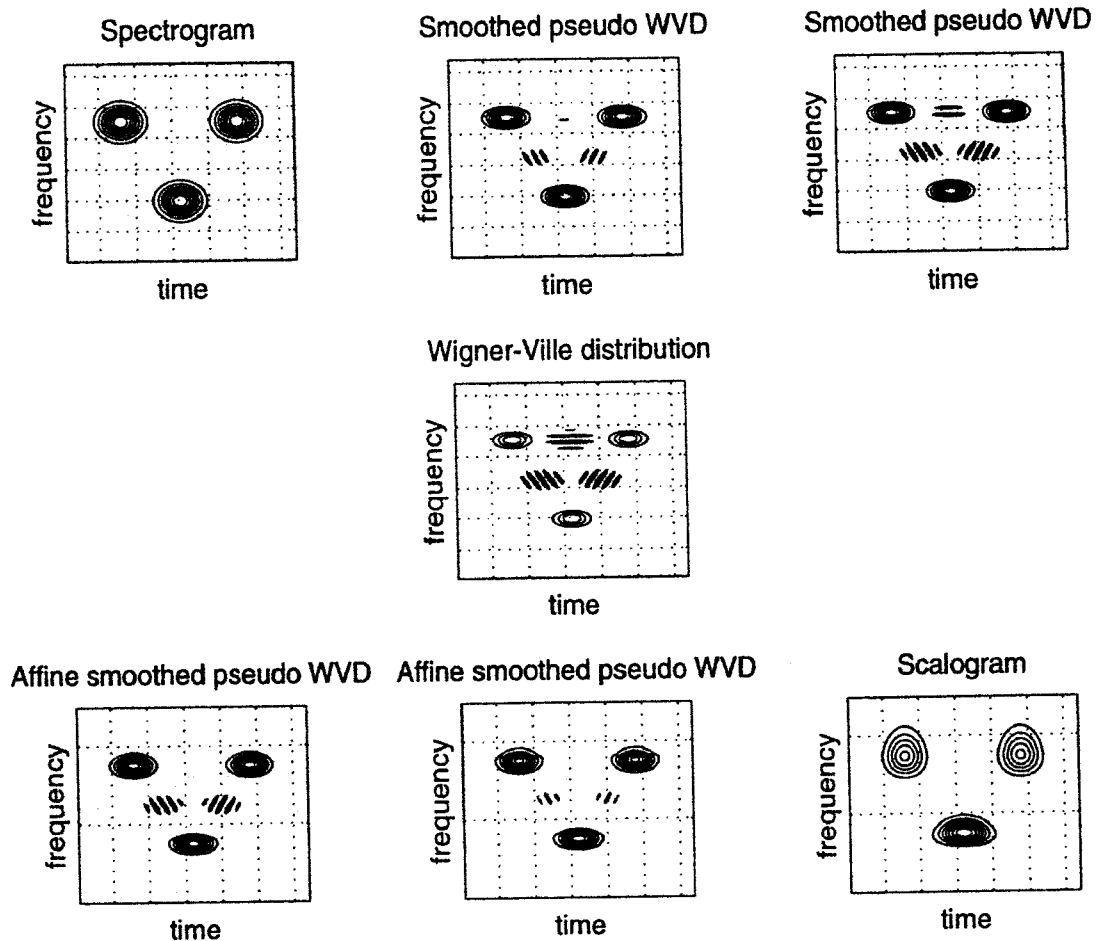 Spectrogram
frequency
time
Smoothed pseudo WVD
frequency
time
Smoothed pseudo WVD
frequency
time
Wigner-Ville distribution
frequency
time
Affine smoothed pseudo WVD
frequency
time
Affine smoothed pseudo WVD
frequency
time
Scalogram
frequency
time